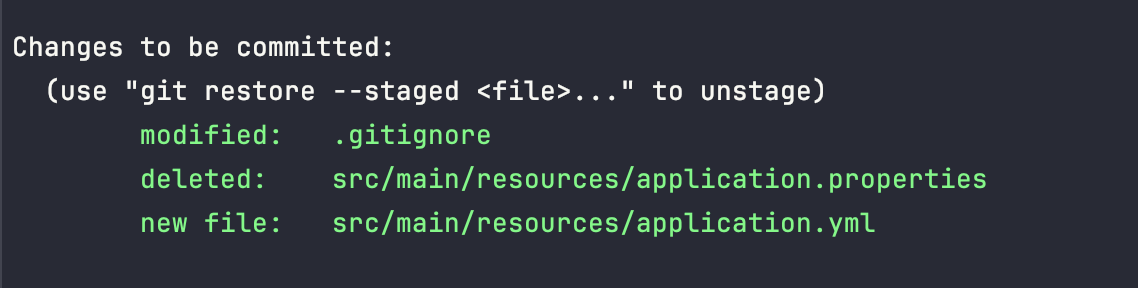 Changes to be committed:
  (use "git restore --staged <file>..." to unstage)
        modified:   .gitignore
        deleted:    src/main/resources/application.properties
        new file:   src/main/resources/application.yml